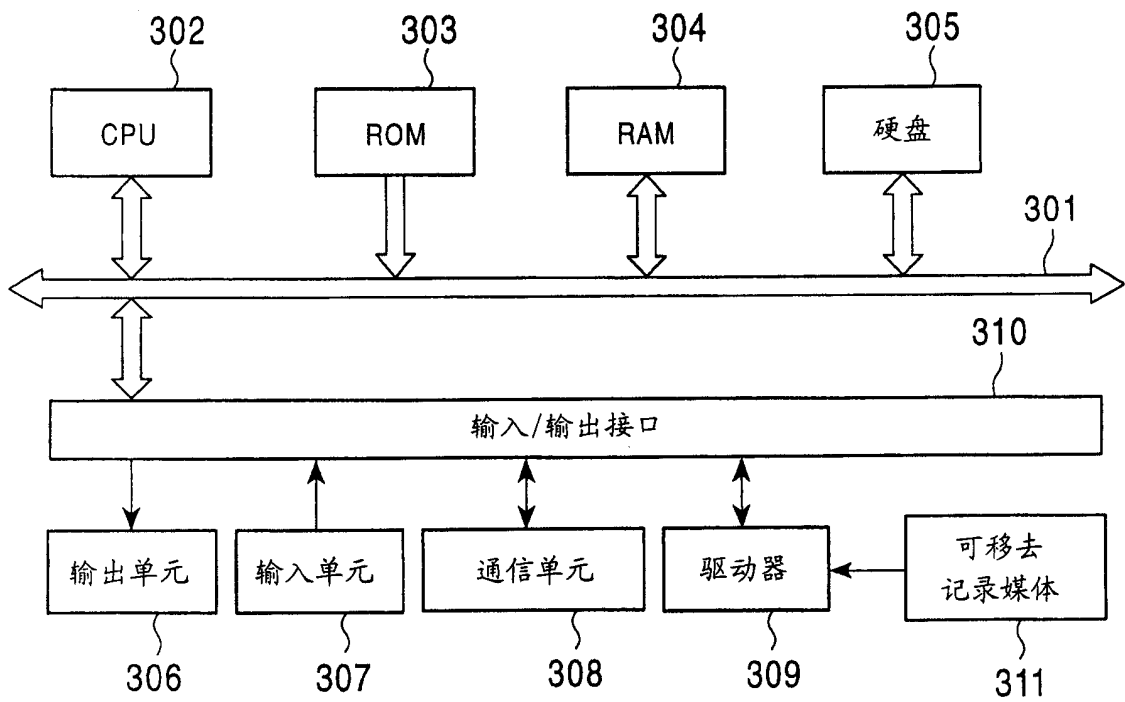 302
303
304
305
CPU
ROM
RAM
硬盘
301
310
输入/输出接口
输出单元
输入单元
通信单元
驱动器
可移去
记录媒体
306
307
308
309
311